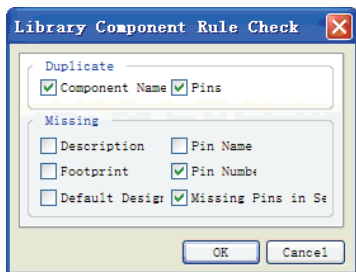 Library Component Rule Check
Duplicate
Component Name Pins
Missing
Description Pin Name
Footprint Pin Numbe
Default Desigr Missing Pins in Se
OK Cancel